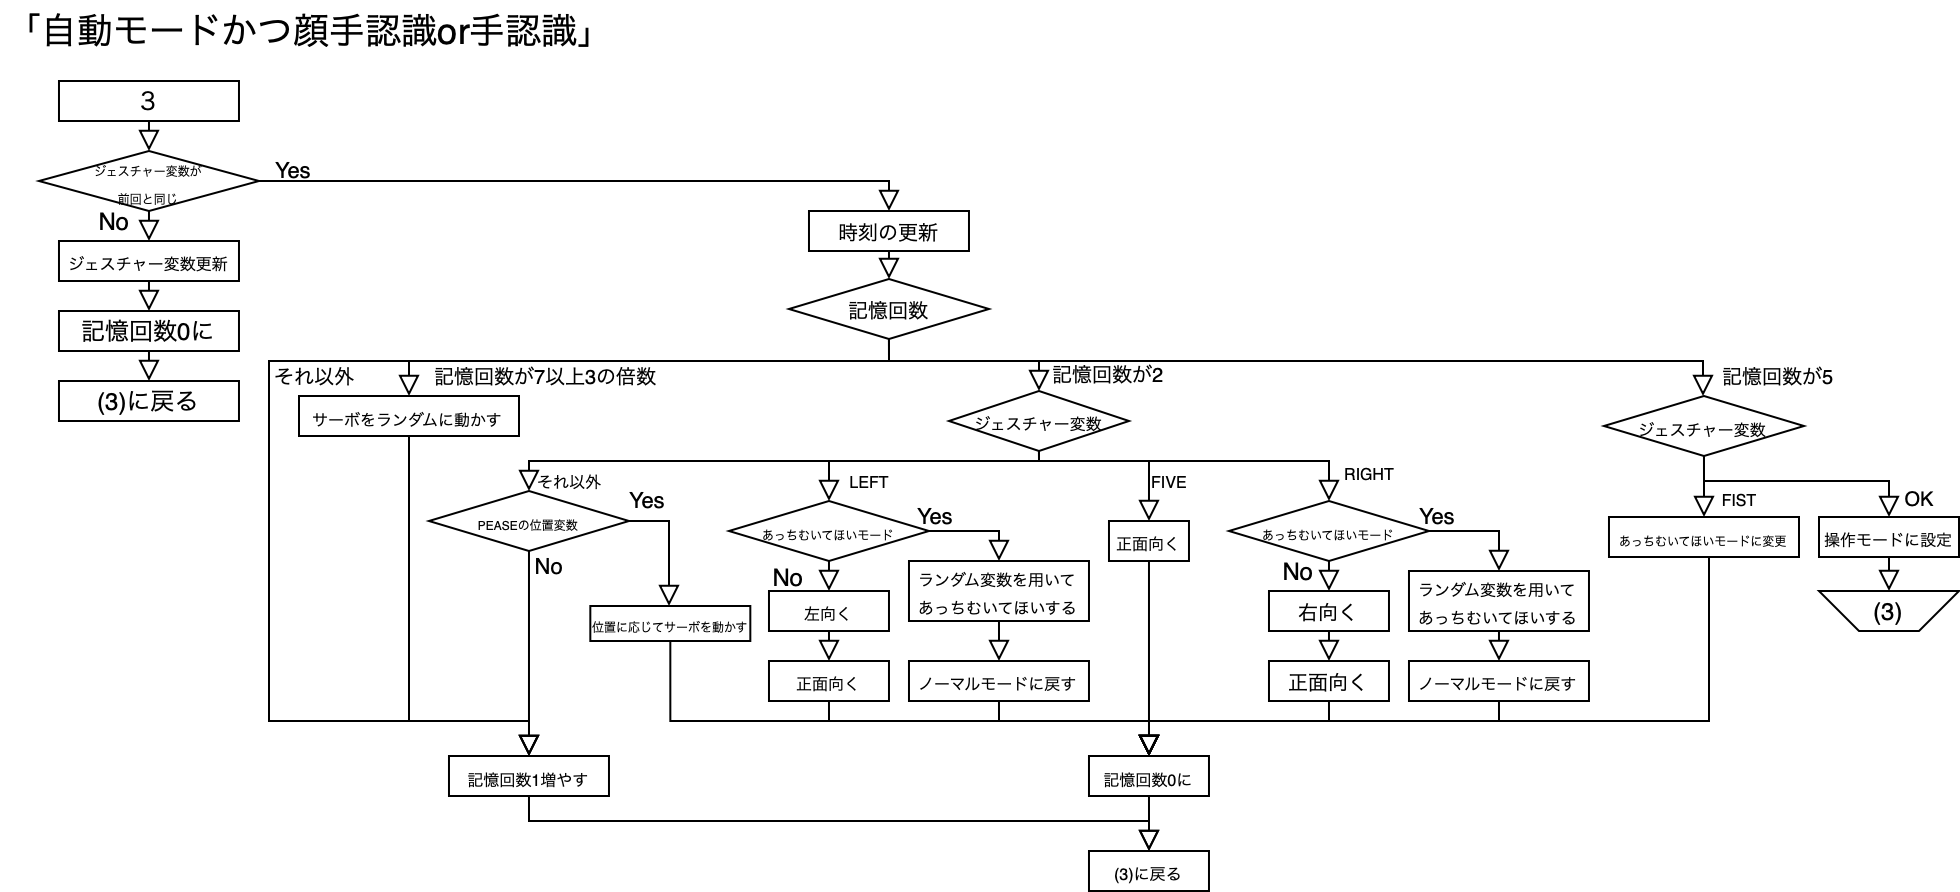 「自動モードかつ顔手認識or手認識」
3
ジェスチャー変数が
前回と同じ
Yes
No
ジェスチャー変数更新
記憶回数0に
(3)に戻る
時刻の更新
記憶回数
それ以外
記憶回数が7以上3の倍数
記憶回数が2
記憶回数が5
サーボをランダムに動かす
ジェスチャー変数
ジェスチャー変数
それ以外
LEFT
FIVE
RIGHT
FIST
OK
PEASEの位置変数
Yes
No
位置に応じてサーボを動かす
あっちむいてほいモード
Yes
No
左向く
正面向く
ランダム変数を用いて
あっちむいてほいする
ノーマルモードに戻す
正面向く
あっちむいてほいモード
Yes
No
右向く
正面向く
ランダム変数を用いて
あっちむいてほいする
ノーマルモードに戻す
あっちむいてほいモードに変更
操作モードに設定
(3)
記憶回数1増やす
記憶回数0に
(3)に戻る